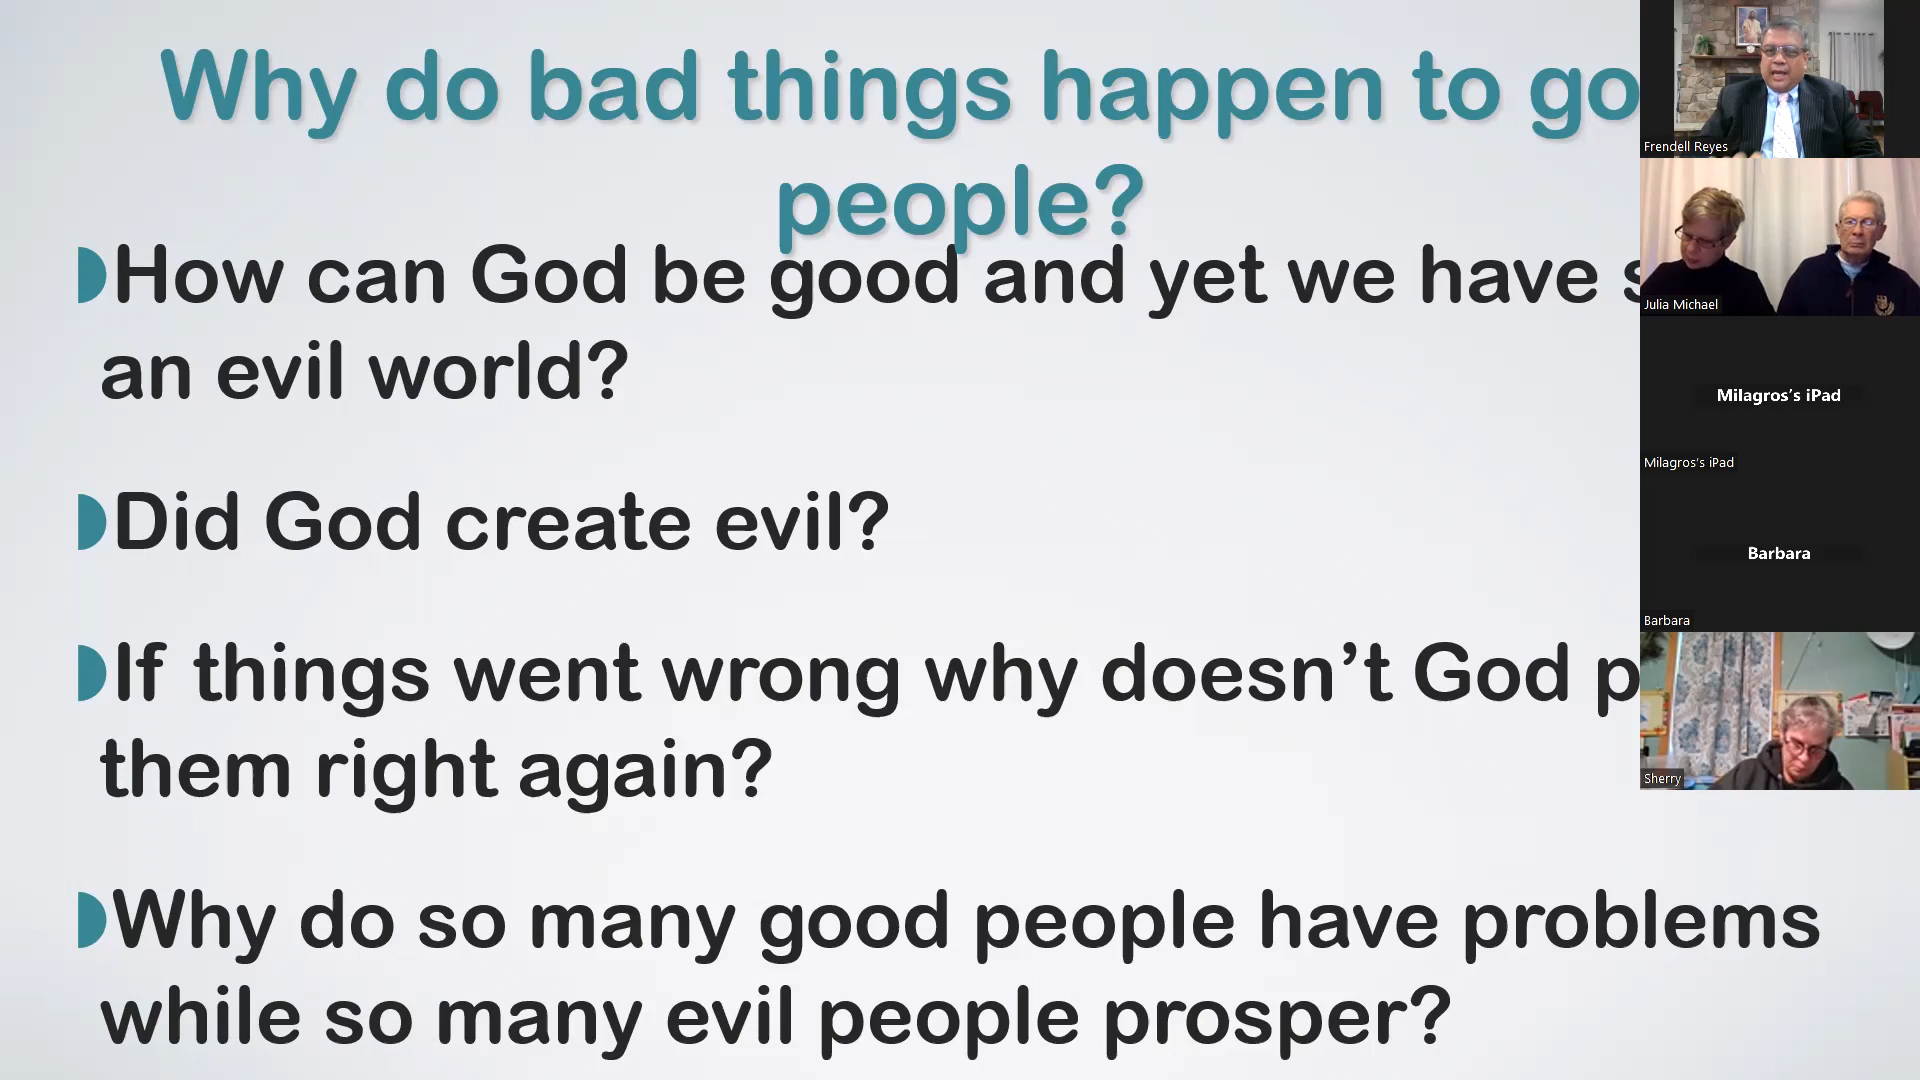 Why do bad things happen to go
people?
How can God be good and yet we have
an evil world?
Did God create evil?
If things went wrong why doesn’t God p
them right again?
Why do so many good people have problems
while so many evil people prosper?
Frendell Reyes
Julia Michael
Milagros's iPad
Milagros's iPad
Barbara
Barbara
Sherry